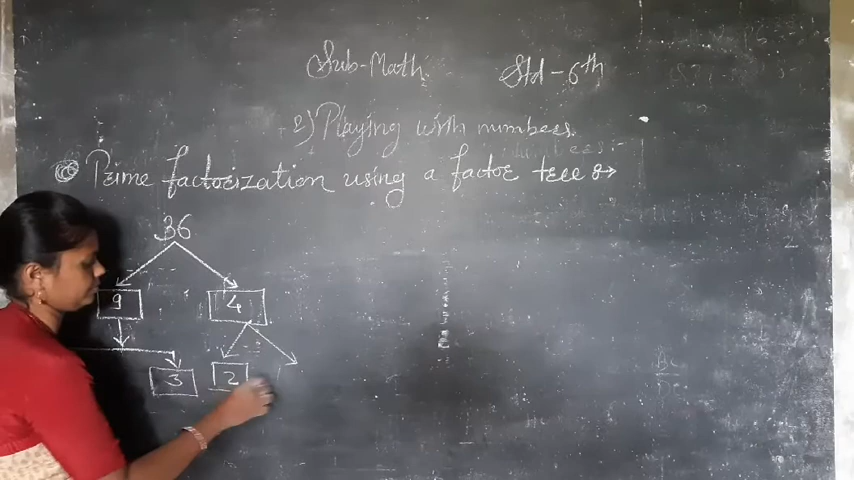 Sub-Math Std-6th
2) Playing with numbers.
Prime factorization using a factor tree :→
36
9 4
3 2